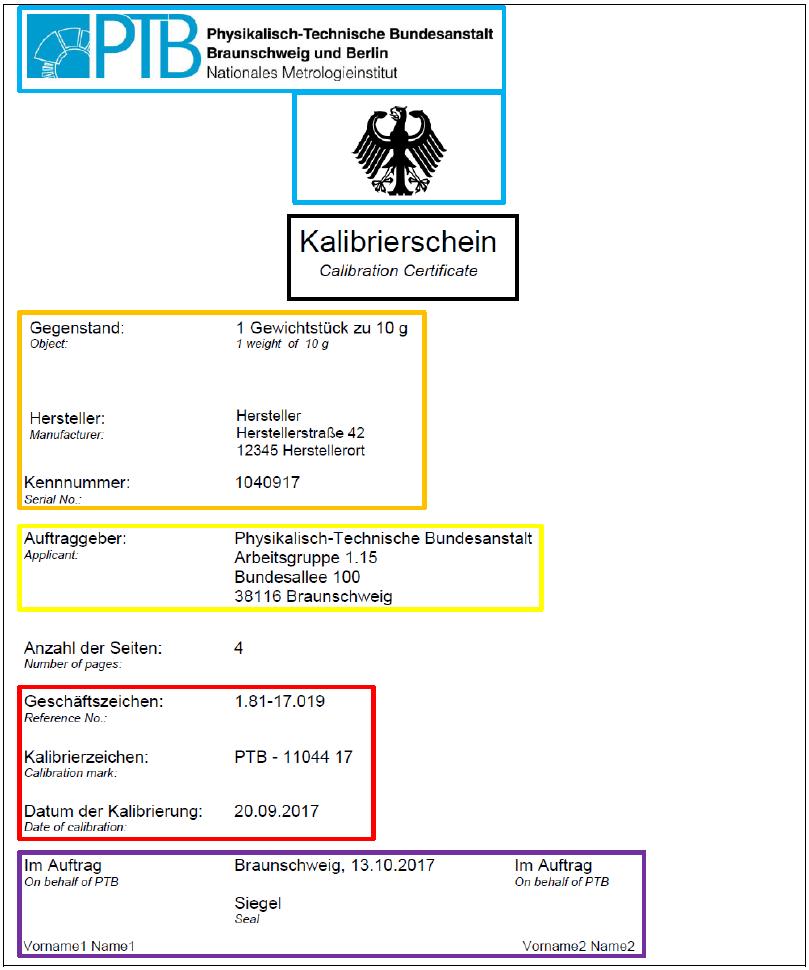 PTB
Physikalisch-Technische Bundesanstalt
Braunschweig und Berlin
Nationales Metrologieinstitut
Kalibrierschein
Calibration Certificate
Gegenstand: 1 Gewichtstück zu 10 g
Object: 1 weight of 10 g
Hersteller: Hersteller
Manufacturer: Herstellerstraße 42
12345 Herstellerort
Kennnummer: 1040917
Serial No.:
Auftraggeber: Physikalisch-Technische Bundesanstalt
Applicant: Arbeitsgruppe 1.15
Bundesallee 100
38116 Braunschweig
Anzahl der Seiten: 4
Number of pages:
Geschäftszeichen: 1.81-17.019
Reference No.:
Kalibrierzeichen: PTB - 11044 17
Calibration mark:
Datum der Kalibrierung: 20.09.2017
Date of calibration:
Im Auftrag Braunschweig, 13.10.2017 Im Auftrag
On behalf of PTB On behalf of PTB
Siegel
Seal
Vorname1 Name1 Vorname2 Name2